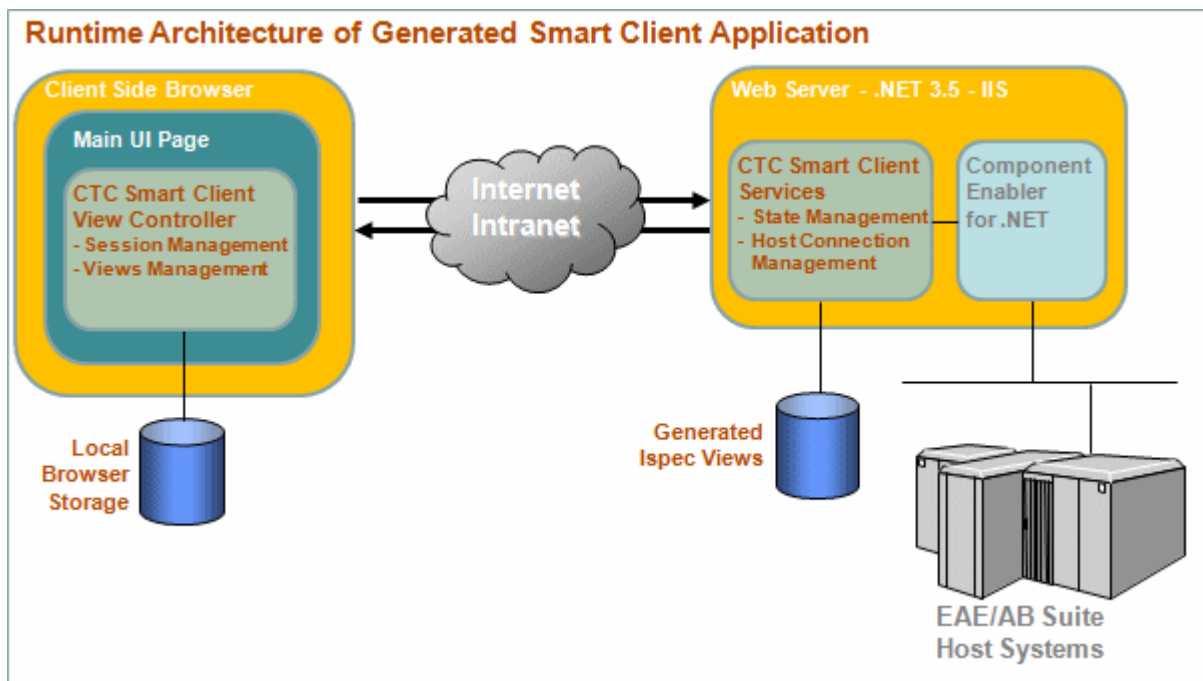 Runtime Architecture of Generated Smart Client Application
Client Side Browser
Main UI Page
CTC Smart Client
View Controller
- Session Management
- Views Management
Local
Browser
Storage
Internet
Intranet
Web Server - .NET 3.5 - IIS
CTC Smart Client
Services
- State Management
- Host Connection
Management
Component
Enabler
for .NET
Generated
Ispec Views
EAE/AB Suite
Host Systems